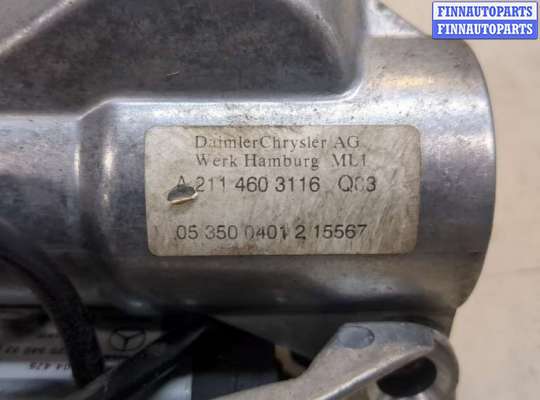 FINNAUTOPARTS
FINNAUTOPARTS
DaimlerChrysler AG
Werk Hamburg ML1
A 211 460 3116 Q03
05 350 0401 2 15567